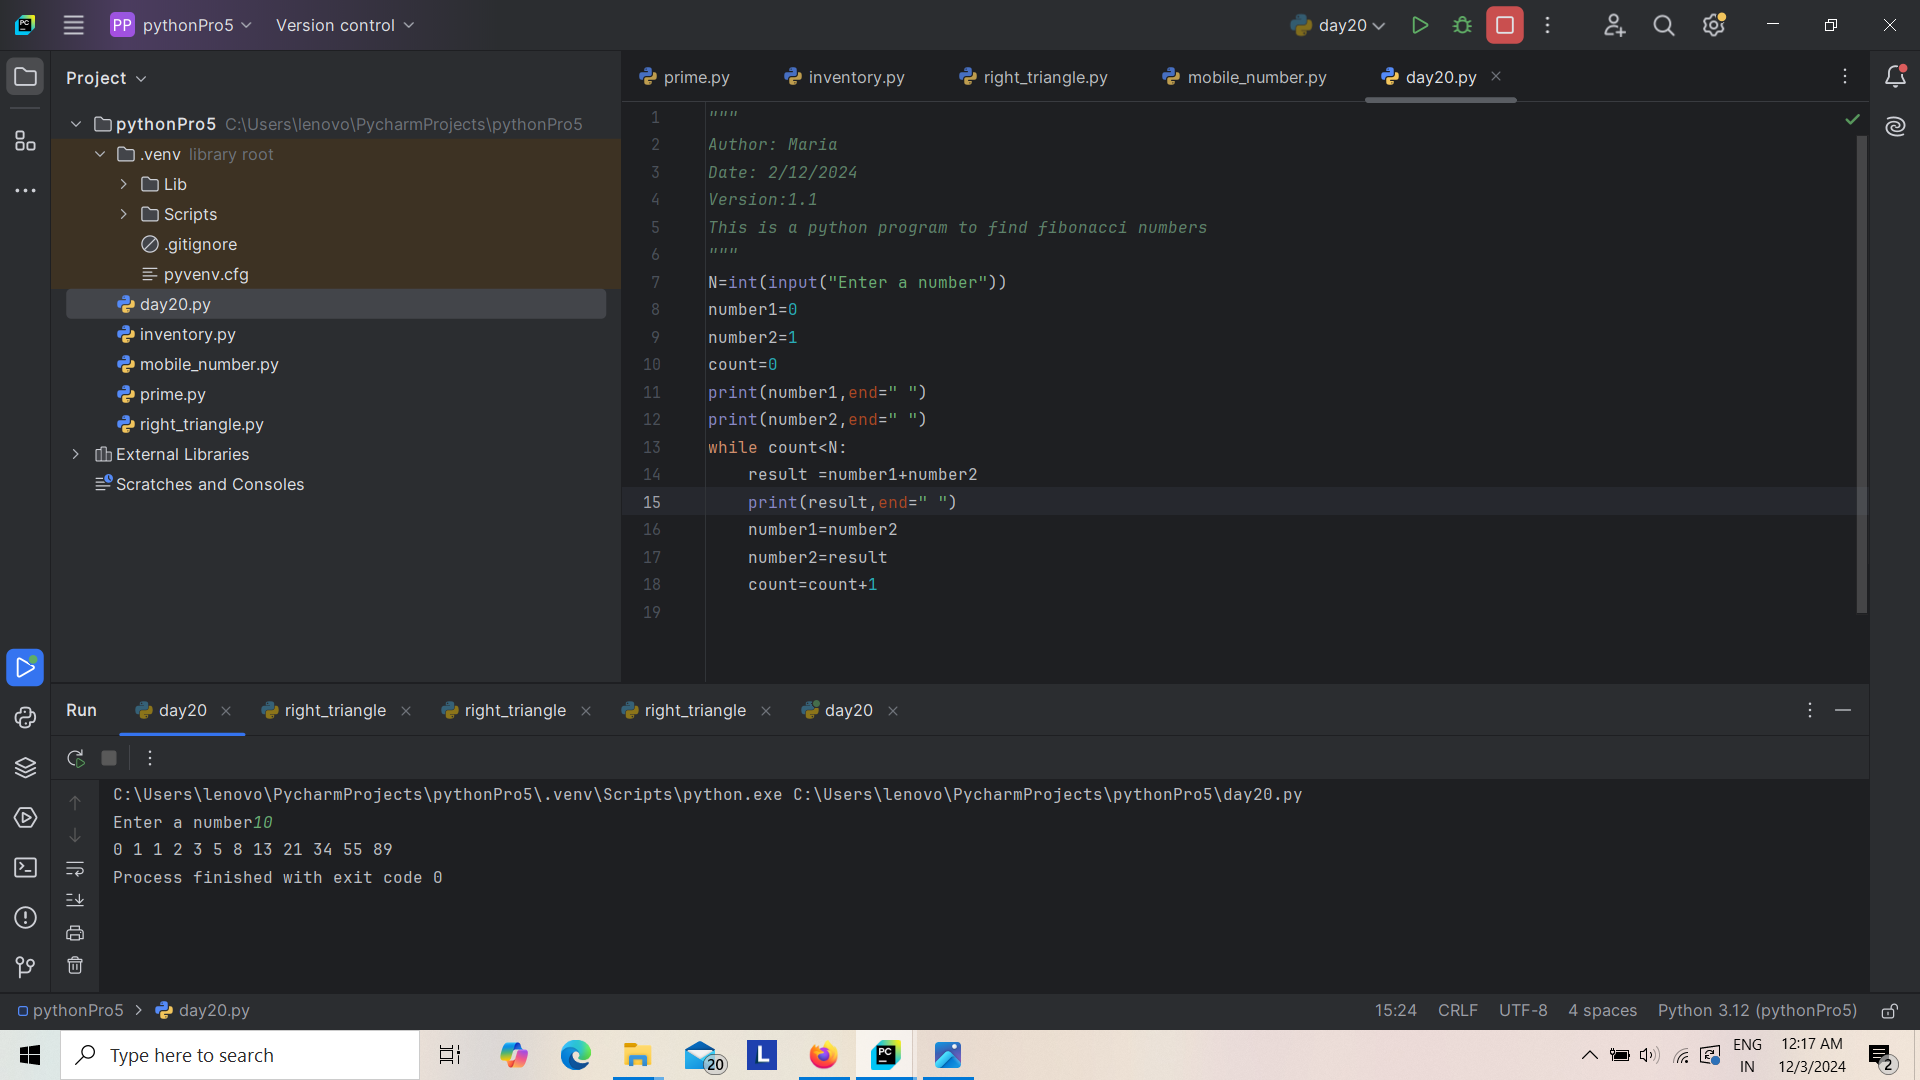 PP pythonPro5 Version control day20
Project
prime.py inventory.py right_triangle.py mobile_number.py day20.py
pythonPro5 C:\Users\lenovo\PycharmProjects\pythonPro5
.venv library root
Lib
Scripts
.gitignore
pyvenv.cfg
day20.py
inventory.py
mobile_number.py
prime.py
right_triangle.py
External Libraries
Scratches and Consoles
1 """
2 Author: Maria
3 Date: 2/12/2024
4 Version:1.1
5 This is a python program to find fibonacci numbers
6 """
7 N=int(input("Enter a number"))
8 number1=0
9 number2=1
10 count=0
11 print(number1,end=" ")
12 print(number2,end=" ")
13 while count<N:
14     result =number1+number2
15     print(result,end=" ")
16     number1=number2
17     number2=result
18     count=count+1
19
Run day20 right_triangle right_triangle right_triangle day20
C:\Users\lenovo\PycharmProjects\pythonPro5\.venv\Scripts\python.exe C:\Users\lenovo\PycharmProjects\pythonPro5\day20.py
Enter a number10
0 1 1 2 3 5 8 13 21 34 55 89
Process finished with exit code 0
pythonPro5 > day20.py 15:24 CRLF UTF-8 4 spaces Python 3.12 (pythonPro5)
Type here to search 20 L PC ENG 12:17 AM
IN 12/3/2024 2